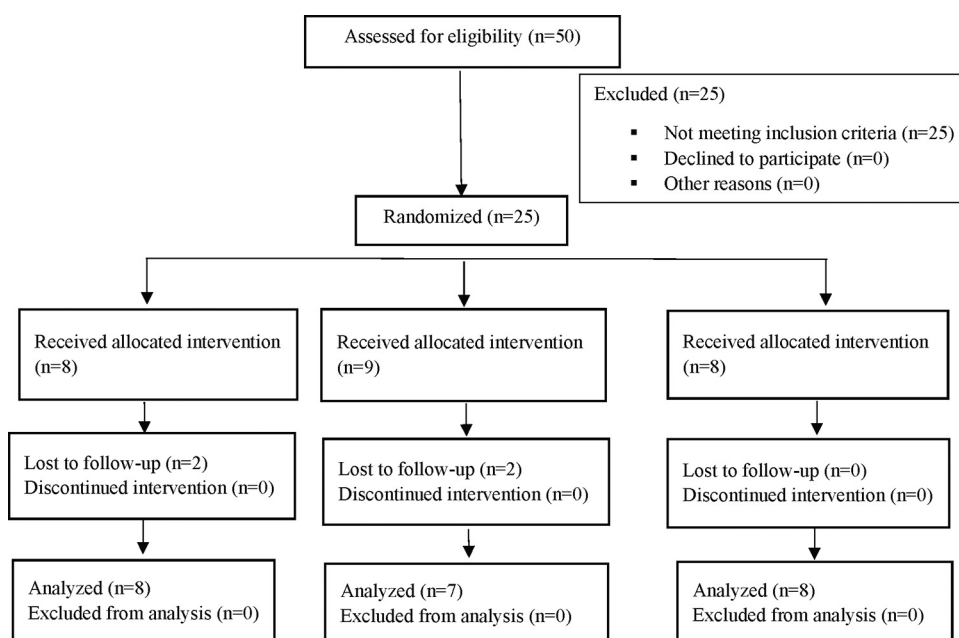 Assessed for eligibility (n=50)
Excluded (n=25)
▪ Not meeting inclusion criteria (n=25)
▪ Declined to participate (n=0)
▪ Other reasons (n=0)
Randomized (n=25)
Received allocated intervention
(n=8)
Received allocated intervention
(n=9)
Received allocated intervention
(n=8)
Lost to follow-up (n=2)
Discontinued intervention (n=0)
Lost to follow-up (n=2)
Discontinued intervention (n=0)
Lost to follow-up (n=0)
Discontinued intervention (n=0)
Analyzed (n=8)
Excluded from analysis (n=0)
Analyzed (n=7)
Excluded from analysis (n=0)
Analyzed (n=8)
Excluded from analysis (n=0)